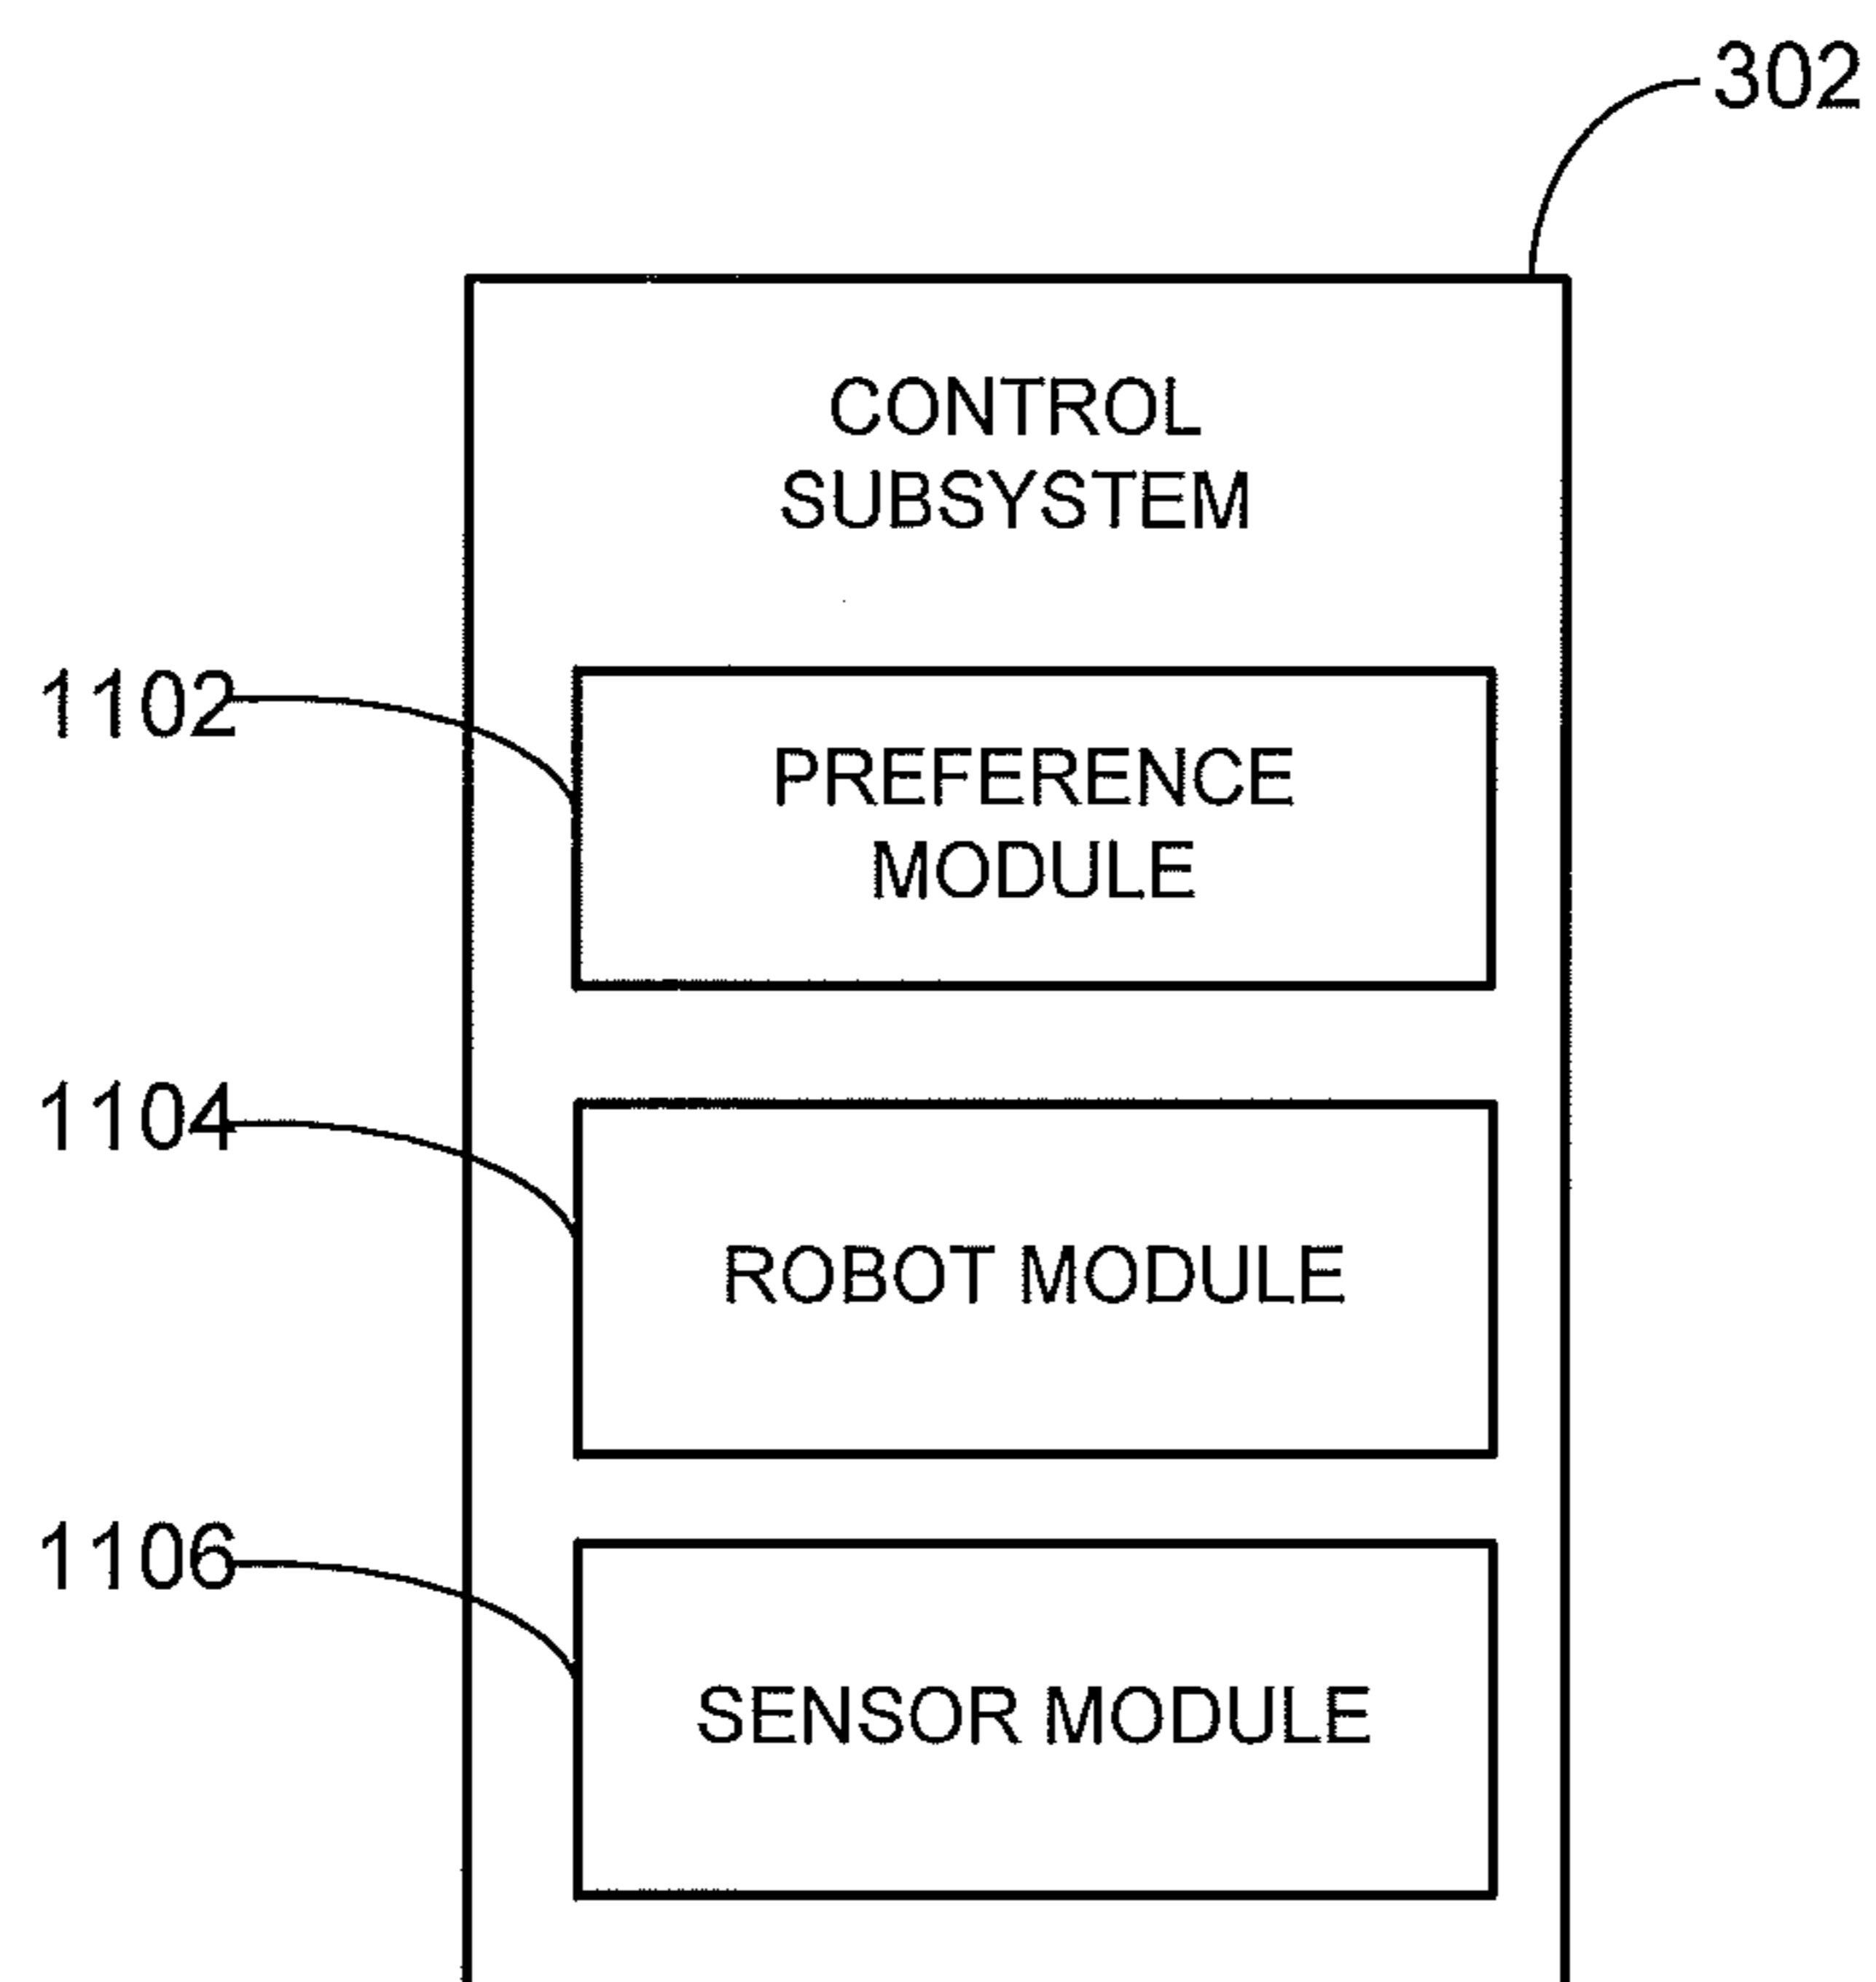 302
CONTROL
SUBSYSTEM
1102
PREFERENCE
MODULE
1104
ROBOT MODULE
1106
SENSOR MODULE